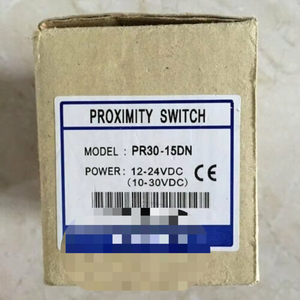 PROXIMITY SWITCH
MODEL : PR30-15DN
POWER: 12-24VDC CE
(10-30VDC)